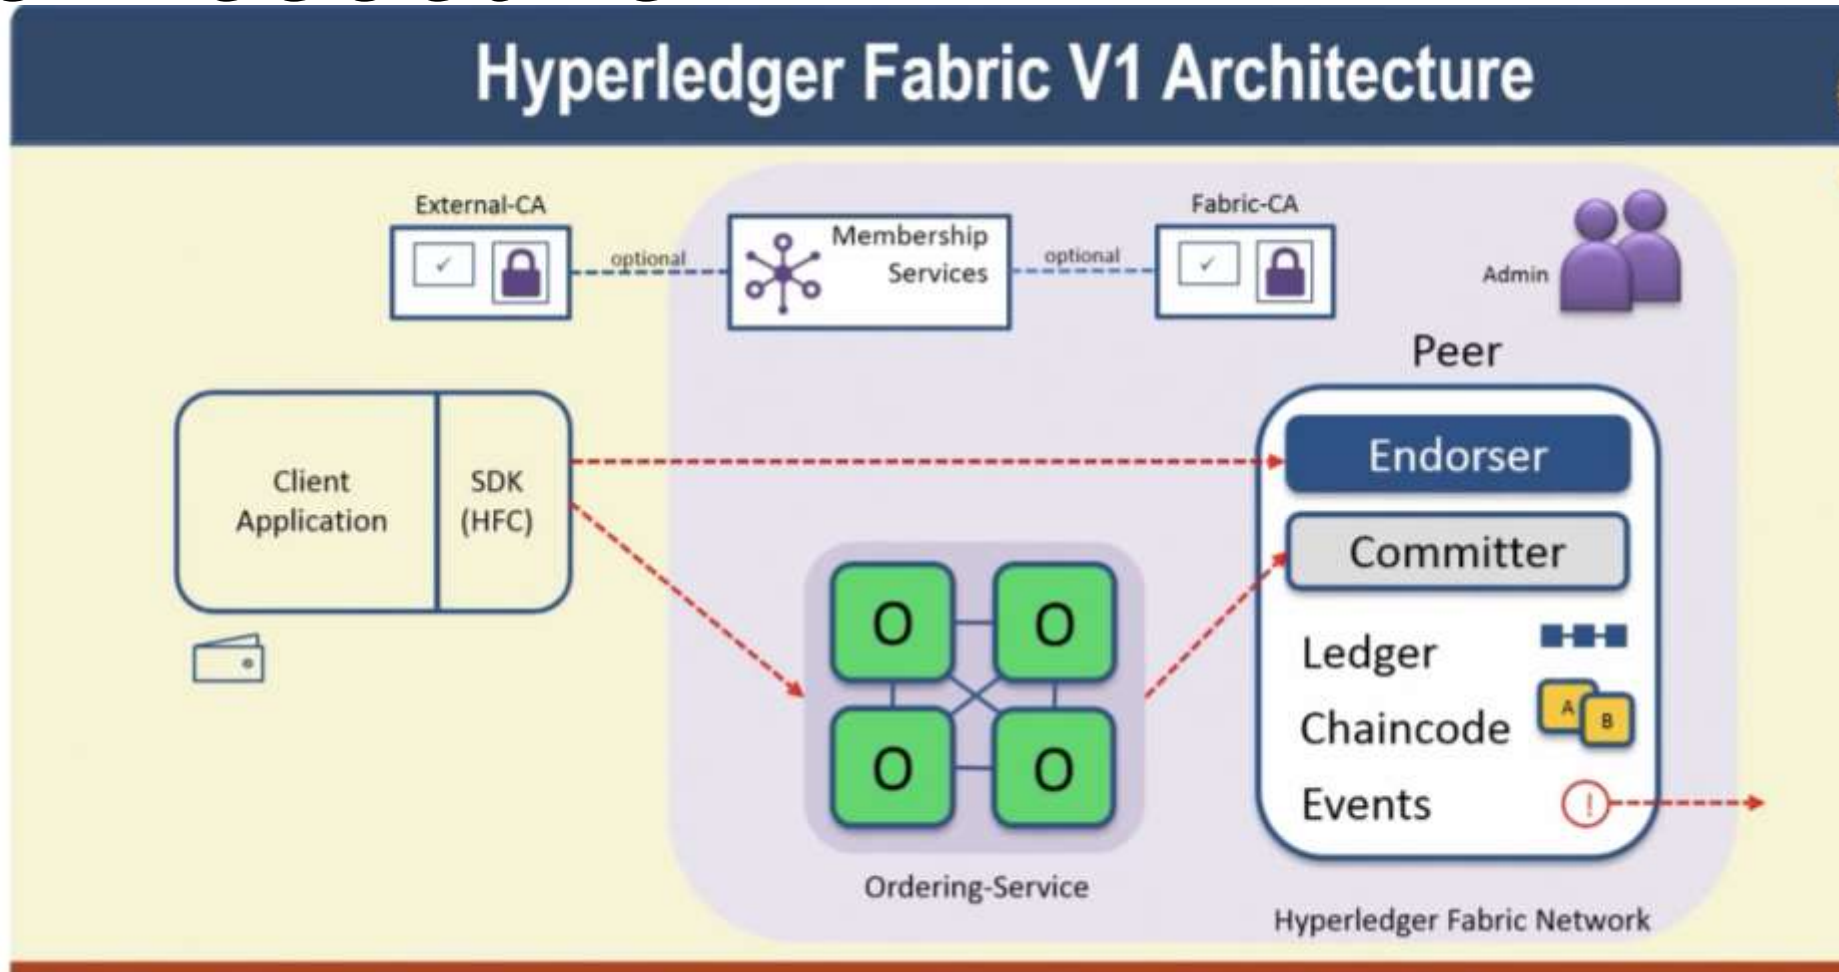 Hyperledger Fabric V1 Architecture
External-CA
optional
Membership
Services
optional
Fabric-CA
Admin
Peer
Client
Application
SDK
(HFC)
Endorser
Committer
Ledger
Chaincode
A
B
Events
!
O
O
O
O
Ordering-Service
Hyperledger Fabric Network